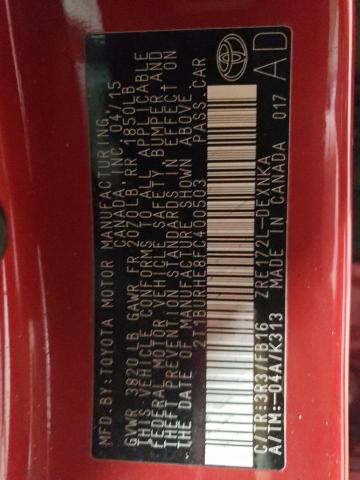 MFD.BY:TOYOTA MOTOR MANUFACTURING
CANADA, INC. 04/15
GVWR 3820 LB GAWR FR 2070LB, RR 1850LB
THIS VEHICLE CONFORMS TO ALL APPLICABLE
FEDERAL MOTOR VEHICLE SAFETY, BUMPER AND
THEFT PREVENTION STANDARDS IN EFFECT ON
THE DATE OF MANUFACTURE SHOWN ABOVE.
PASS. CAR
C/TR:3R3/FB16 ZRE172L-DEXNKA
A/TM:-04A/K313 MADE IN CANADA 017
AD